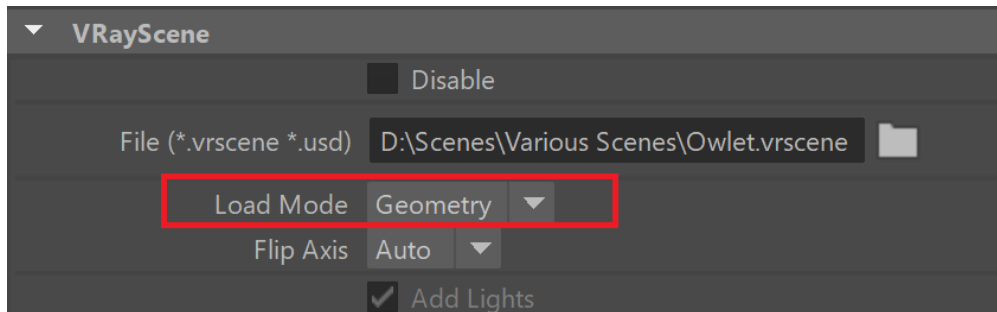 VRayScene
Disable
File (*.vrscene *.usd) D:\Scenes\Various Scenes\Owlet.vrscene
Load Mode Geometry
Flip Axis Auto
Add Lights